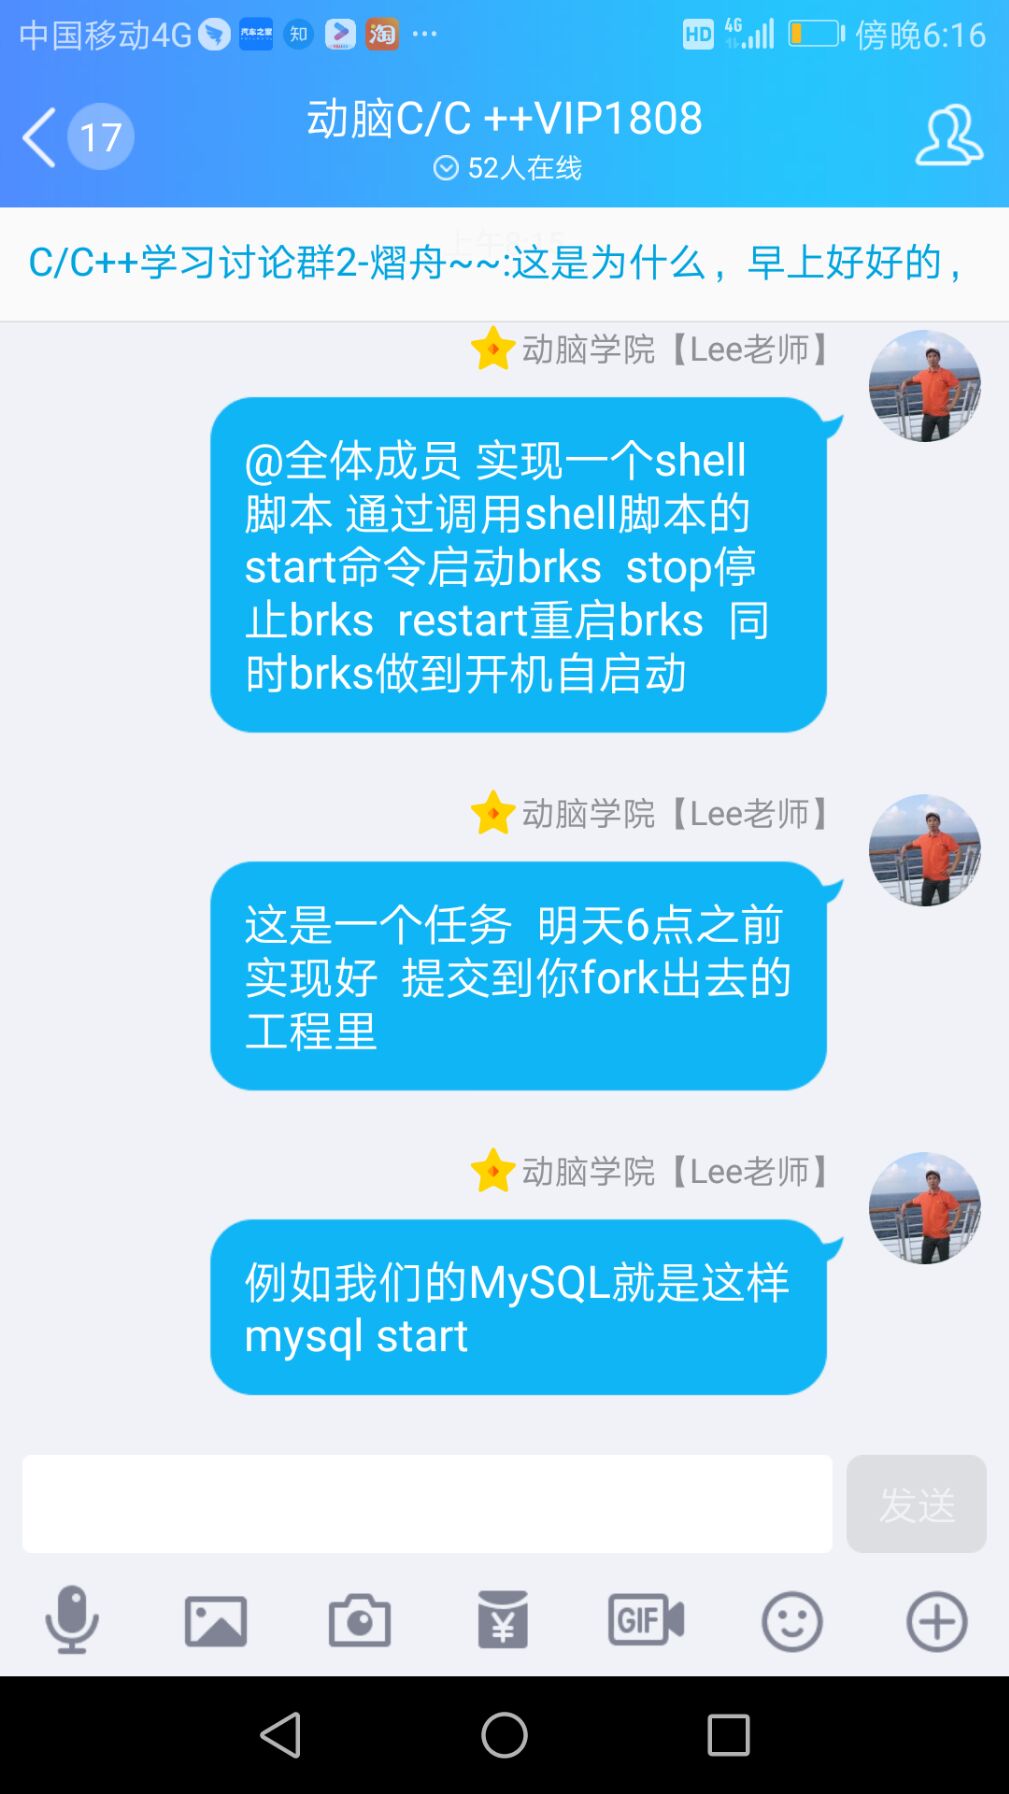 中国移动4G 汽车之家 知 淘 ··· HD 4G 傍晚6:16
17 动脑C/C ++VIP1808
52人在线
C/C++学习讨论群2-熠舟~~:这是为什么，早上好好的，
动脑学院【Lee老师】
@全体成员 实现一个shell
脚本 通过调用shell脚本的
start命令启动brks  stop停
止brks  restart重启brks  同
时brks做到开机自启动
动脑学院【Lee老师】
这是一个任务  明天6点之前
实现好  提交到你fork出去的
工程里
动脑学院【Lee老师】
例如我们的MySQL就是这样
mysql start
发送
¥ GIF